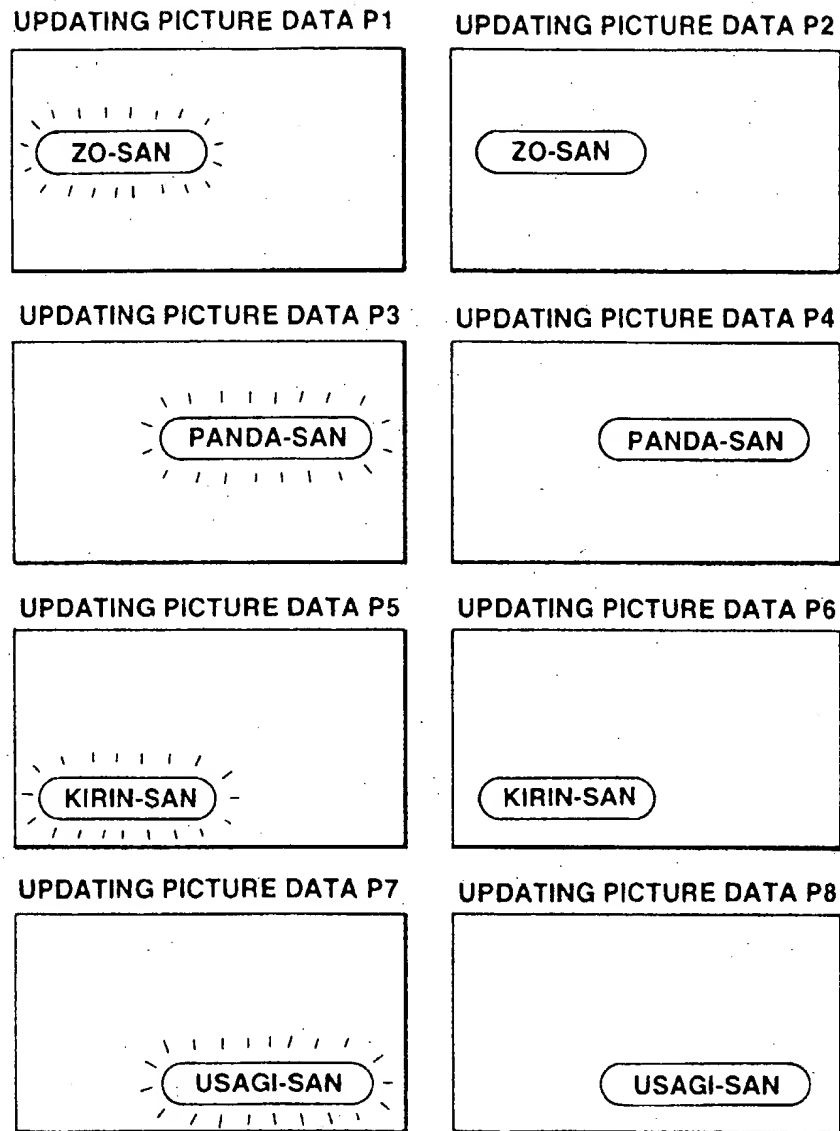 UPDATING PICTURE DATA P1
ZO-SAN
UPDATING PICTURE DATA P2
ZO-SAN
UPDATING PICTURE DATA P3
PANDA-SAN
UPDATING PICTURE DATA P4
PANDA-SAN
UPDATING PICTURE DATA P5
KIRIN-SAN
UPDATING PICTURE DATA P6
KIRIN-SAN
UPDATING PICTURE DATA P7
USAGI-SAN
UPDATING PICTURE DATA P8
USAGI-SAN